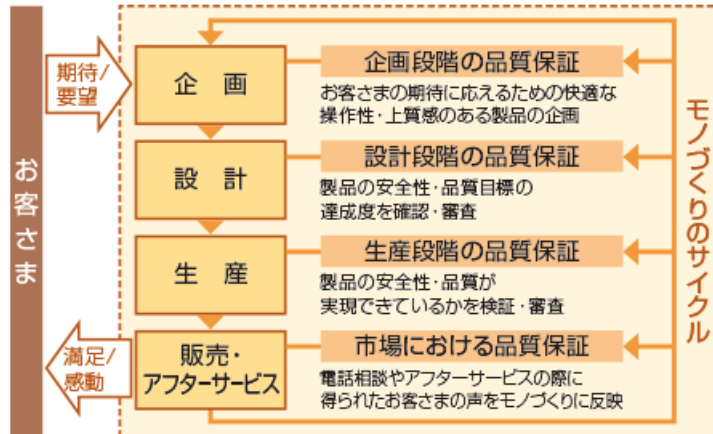 お客さま
期待/
要望
企画
企画段階の品質保証
お客さまの期待に応えるための快適な
操作性・上質感のある製品の企画
設計
設計段階の品質保証
製品の安全性・品質目標の
達成度を確認・審査
生産
生産段階の品質保証
製品の安全性・品質が
実現できているかを検証・審査
満足/
感動
販売・
アフターサービス
市場における品質保証
電話相談やアフターサービスの際に
得られたお客さまの声をモノづくりに反映
モノづくりのサイクル